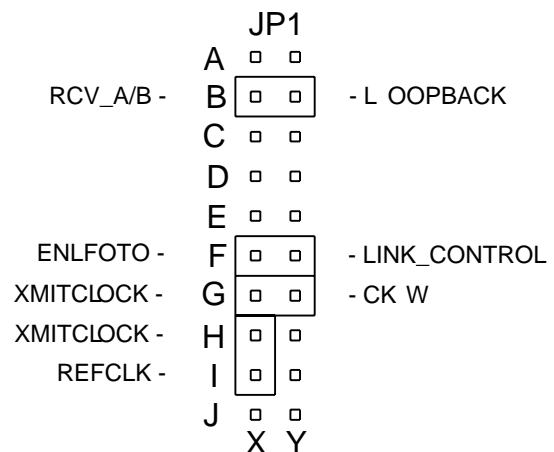 JP1
A
RCV_A/B - B - L OOPBACK
C
D
E
ENLFOTO - F - LINK_CONTROL
XMITCLOCK - G - CK W
XMITCLOCK - H
REFCLK - I
J
X Y